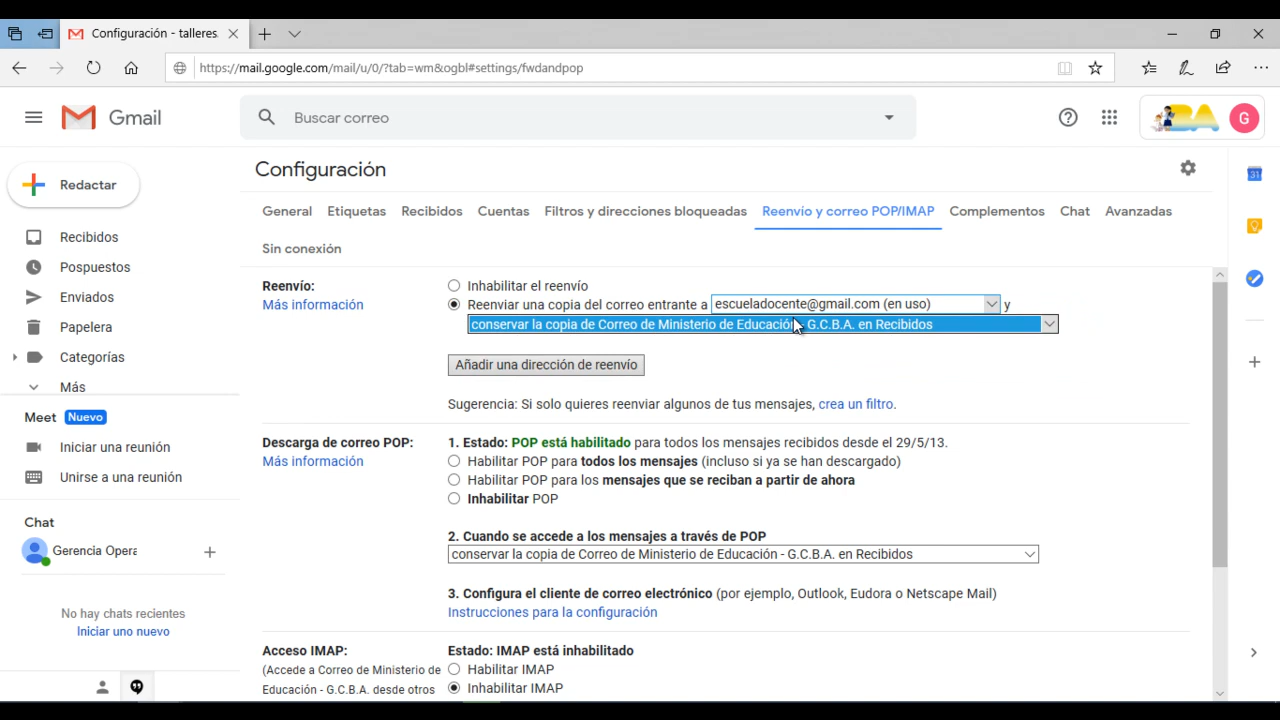 Configuración - talleres.
https://mail.google.com/mail/u/0/?tab=wm&ogbl#settings/fwdandpop
Gmail
Buscar correo
BA
G
Redactar
Recibidos
Pospuestos
Enviados
Papelera
Categorías
Más
Meet Nuevo
Iniciar una reunión
Unirse a una reunión
Chat
Gerencia Opera
No hay chats recientes
Iniciar uno nuevo
Configuración
General Etiquetas Recibidos Cuentas Filtros y direcciones bloqueadas Reenvío y correo POP/IMAP Complementos Chat Avanzadas
Sin conexión
Reenvío:
Más información
Inhabilitar el reenvío
Reenviar una copia del correo entrante a escueladocente@gmail.com (en uso) y
conservar la copia de Correo de Ministerio de Educación - G.C.B.A. en Recibidos
Añadir una dirección de reenvío
Sugerencia: Si solo quieres reenviar algunos de tus mensajes, crea un filtro.
Descarga de correo POP:
Más información
1. Estado: POP está habilitado para todos los mensajes recibidos desde el 29/5/13.
Habilitar POP para todos los mensajes (incluso si ya se han descargado)
Habilitar POP para los mensajes que se reciban a partir de ahora
Inhabilitar POP
2. Cuando se accede a los mensajes a través de POP
conservar la copia de Correo de Ministerio de Educación - G.C.B.A. en Recibidos
3. Configura el cliente de correo electrónico (por ejemplo, Outlook, Eudora o Netscape Mail)
Instrucciones para la configuración
Acceso IMAP:
(Accede a Correo de Ministerio de
Educación - G.C.B.A. desde otros
Estado: IMAP está inhabilitado
Habilitar IMAP
Inhabilitar IMAP
31